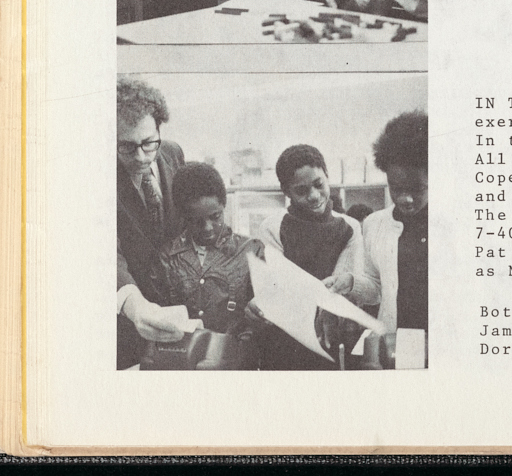 IN T
exer
In t
All
Cope
and
The
7-40
Pat
as N
Bot
Jam
Dor